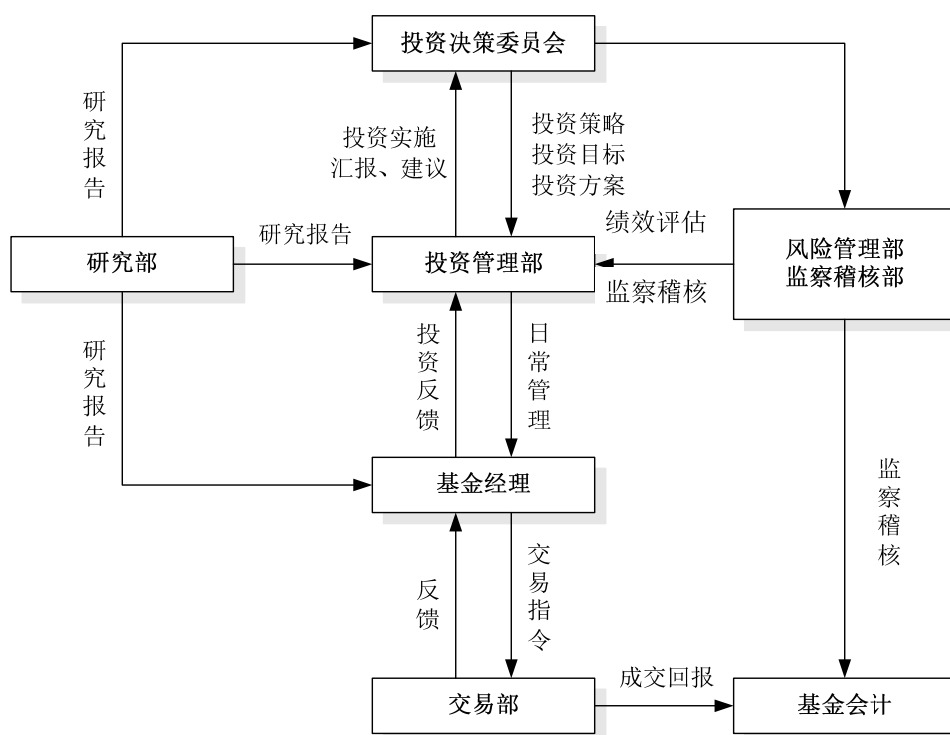 投资决策委员会
研究报告
投资实施
汇报、建议
投资策略
投资目标
投资方案
绩效评估
研究报告
研究部
投资管理部
风险管理部
监察稽核部
监察稽核
研究报告
投资反馈
日常管理
基金经理
监察稽核
反馈
交易指令
成交回报
交易部
基金会计